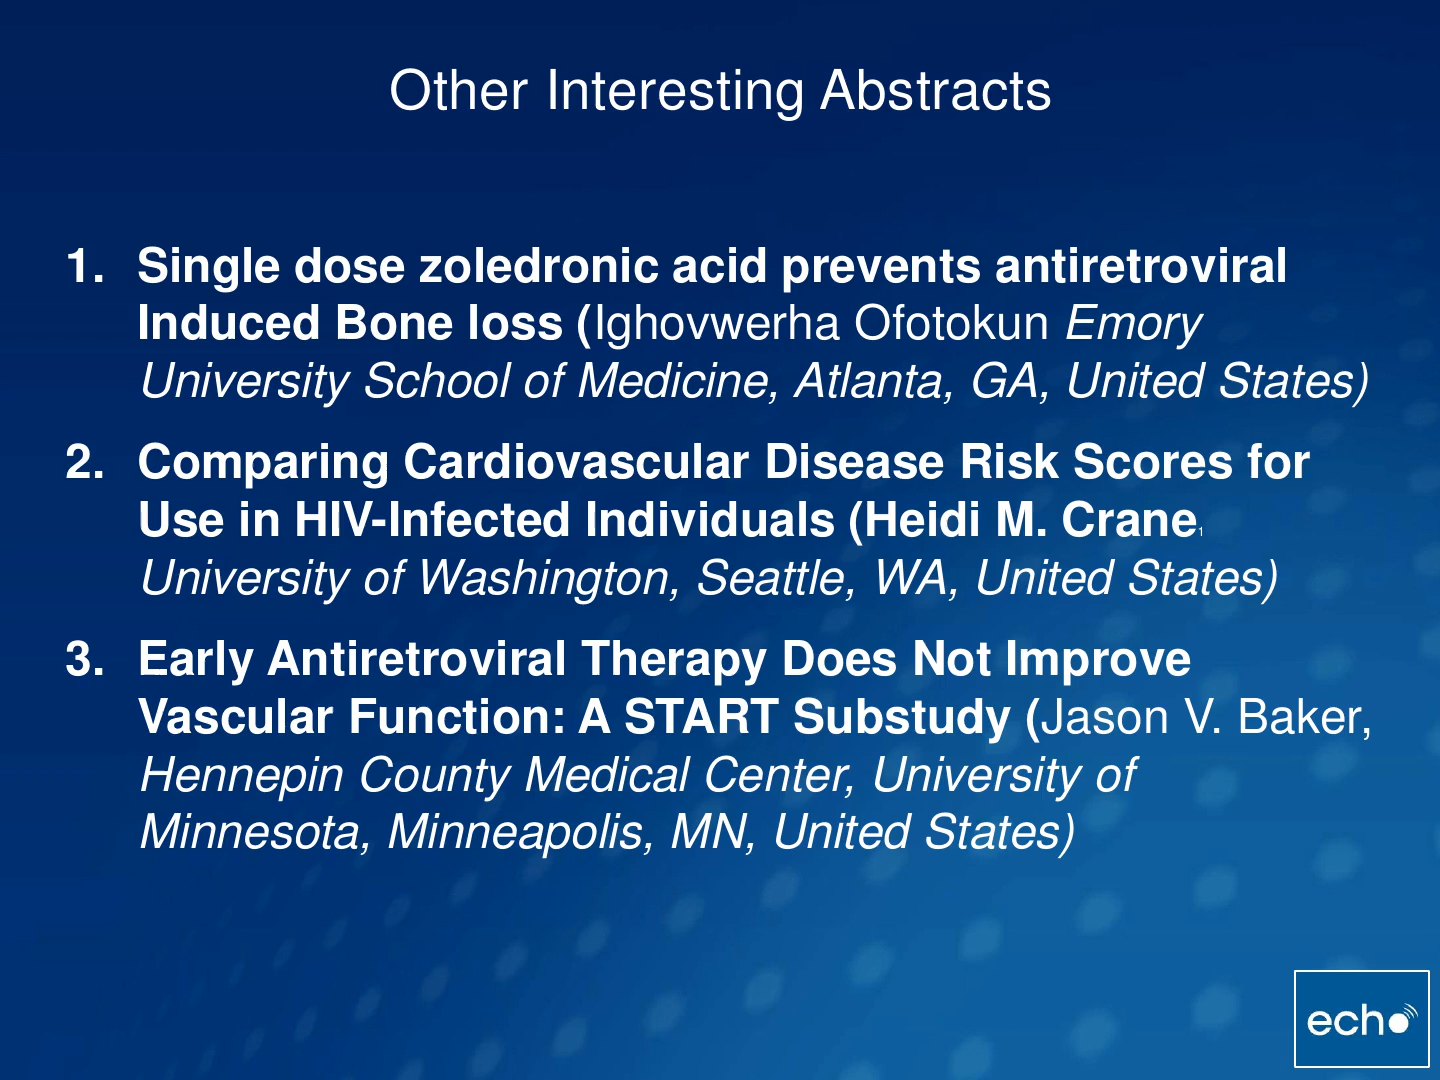 Other Interesting Abstracts
1. Single dose zoledronic acid prevents antiretroviral
Induced Bone loss (Ighovwerha Ofotokun Emory
University School of Medicine, Atlanta, GA, United States)
2. Comparing Cardiovascular Disease Risk Scores for
Use in HIV-Infected Individuals (Heidi M. Crane,
University of Washington, Seattle, WA, United States)
3. Early Antiretroviral Therapy Does Not Improve
Vascular Function: A START Substudy (Jason V. Baker,
Hennepin County Medical Center, University of
Minnesota, Minneapolis, MN, United States)
echo